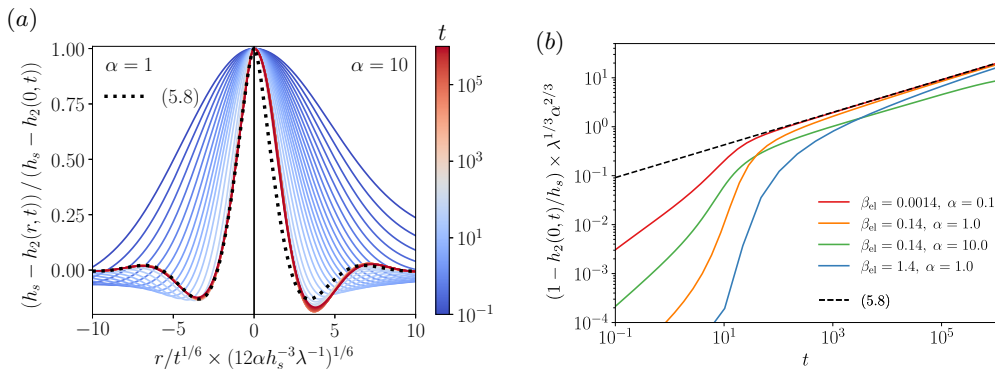 (a)
t
(h_s − h_2(r, t)) / (h_s − h_2(0, t))
1.00
0.75
0.50
0.25
0.00
α = 1
α = 10
(5.8)
−10
−5
0
5
10
r/t^{1/6} × (12αh_s^{−3}λ^{−1})^{1/6}
10^5
10^3
10^1
10^{−1}
(b)
(1 − h_2(0, t)/h_s) × λ^{1/3}α^{2/3}
10^1
10^0
10^{−1}
10^{−2}
10^{−3}
10^{−4}
β_el = 0.0014, α = 0.1
β_el = 0.14, α = 1.0
β_el = 0.14, α = 10.0
β_el = 1.4, α = 1.0
(5.8)
10^{−1}
10^1
10^3
10^5
t